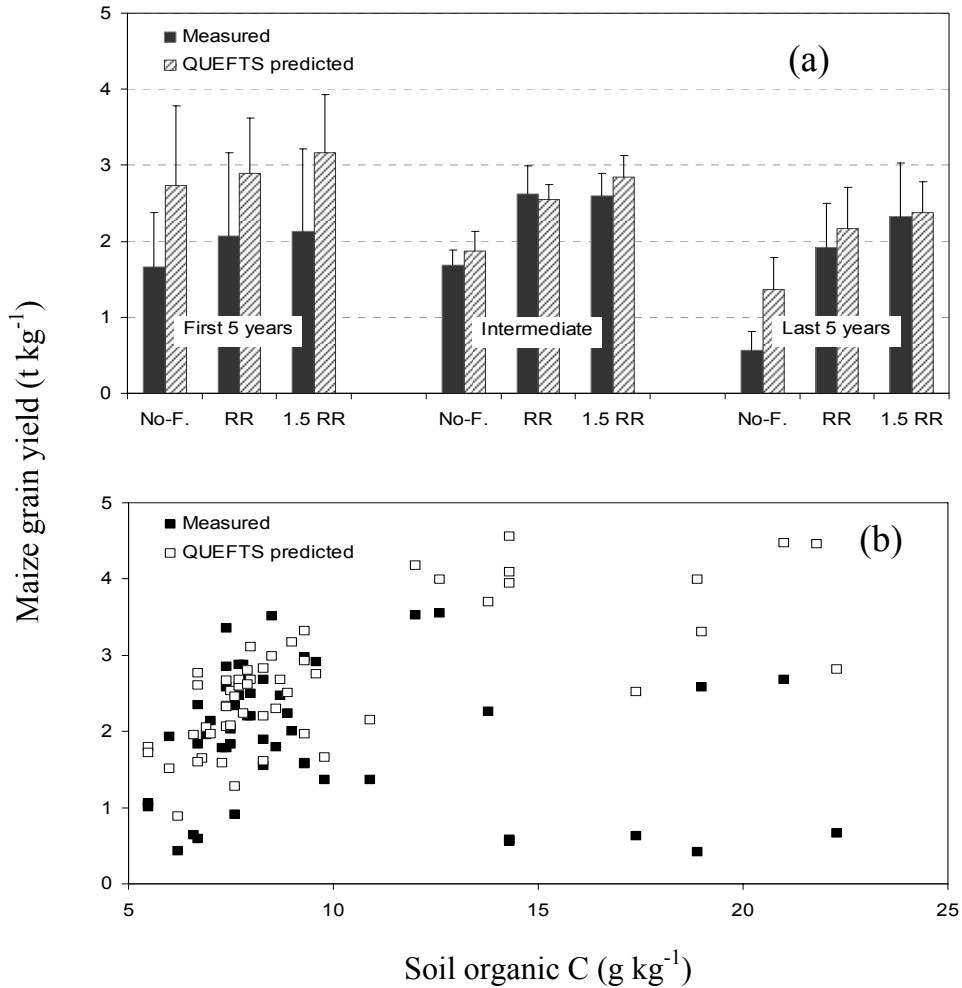 Maize grain yield (t kg⁻¹)
5
4
3
2
1
0
Measured
QUEFTS predicted
(a)
First 5 years
Intermediate
Last 5 years
No-F.
RR
1.5 RR
No-F.
RR
1.5 RR
No-F.
RR
1.5 RR
5
4
3
2
1
0
Measured
QUEFTS predicted
(b)
5
10
15
20
25
Soil organic C (g kg⁻¹)